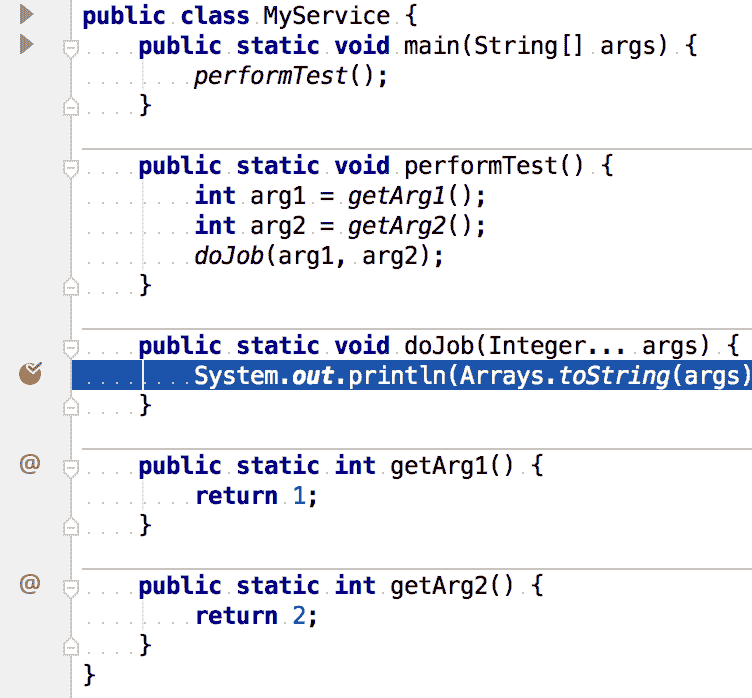 public class MyService {
    public static void main(String[] args) {
        performTest();
    }
    public static void performTest() {
        int arg1 = getArg1();
        int arg2 = getArg2();
        doJob(arg1, arg2);
    }
    public static void doJob(Integer... args) {
        System.out.println(Arrays.toString(args)
    }
@
    public static int getArg1() {
        return 1;
    }
@
    public static int getArg2() {
        return 2;
    }
}